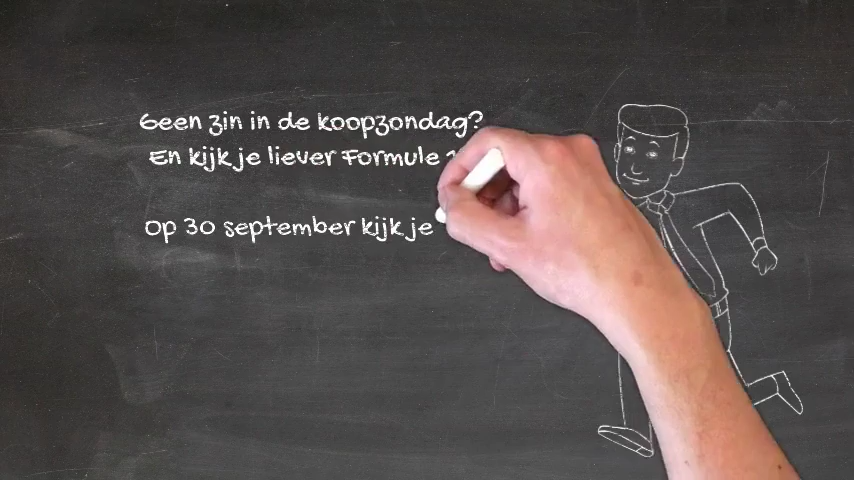 Geen zin in de koopzondag?
En kijk je liever Formule
Op 30 september kijk je